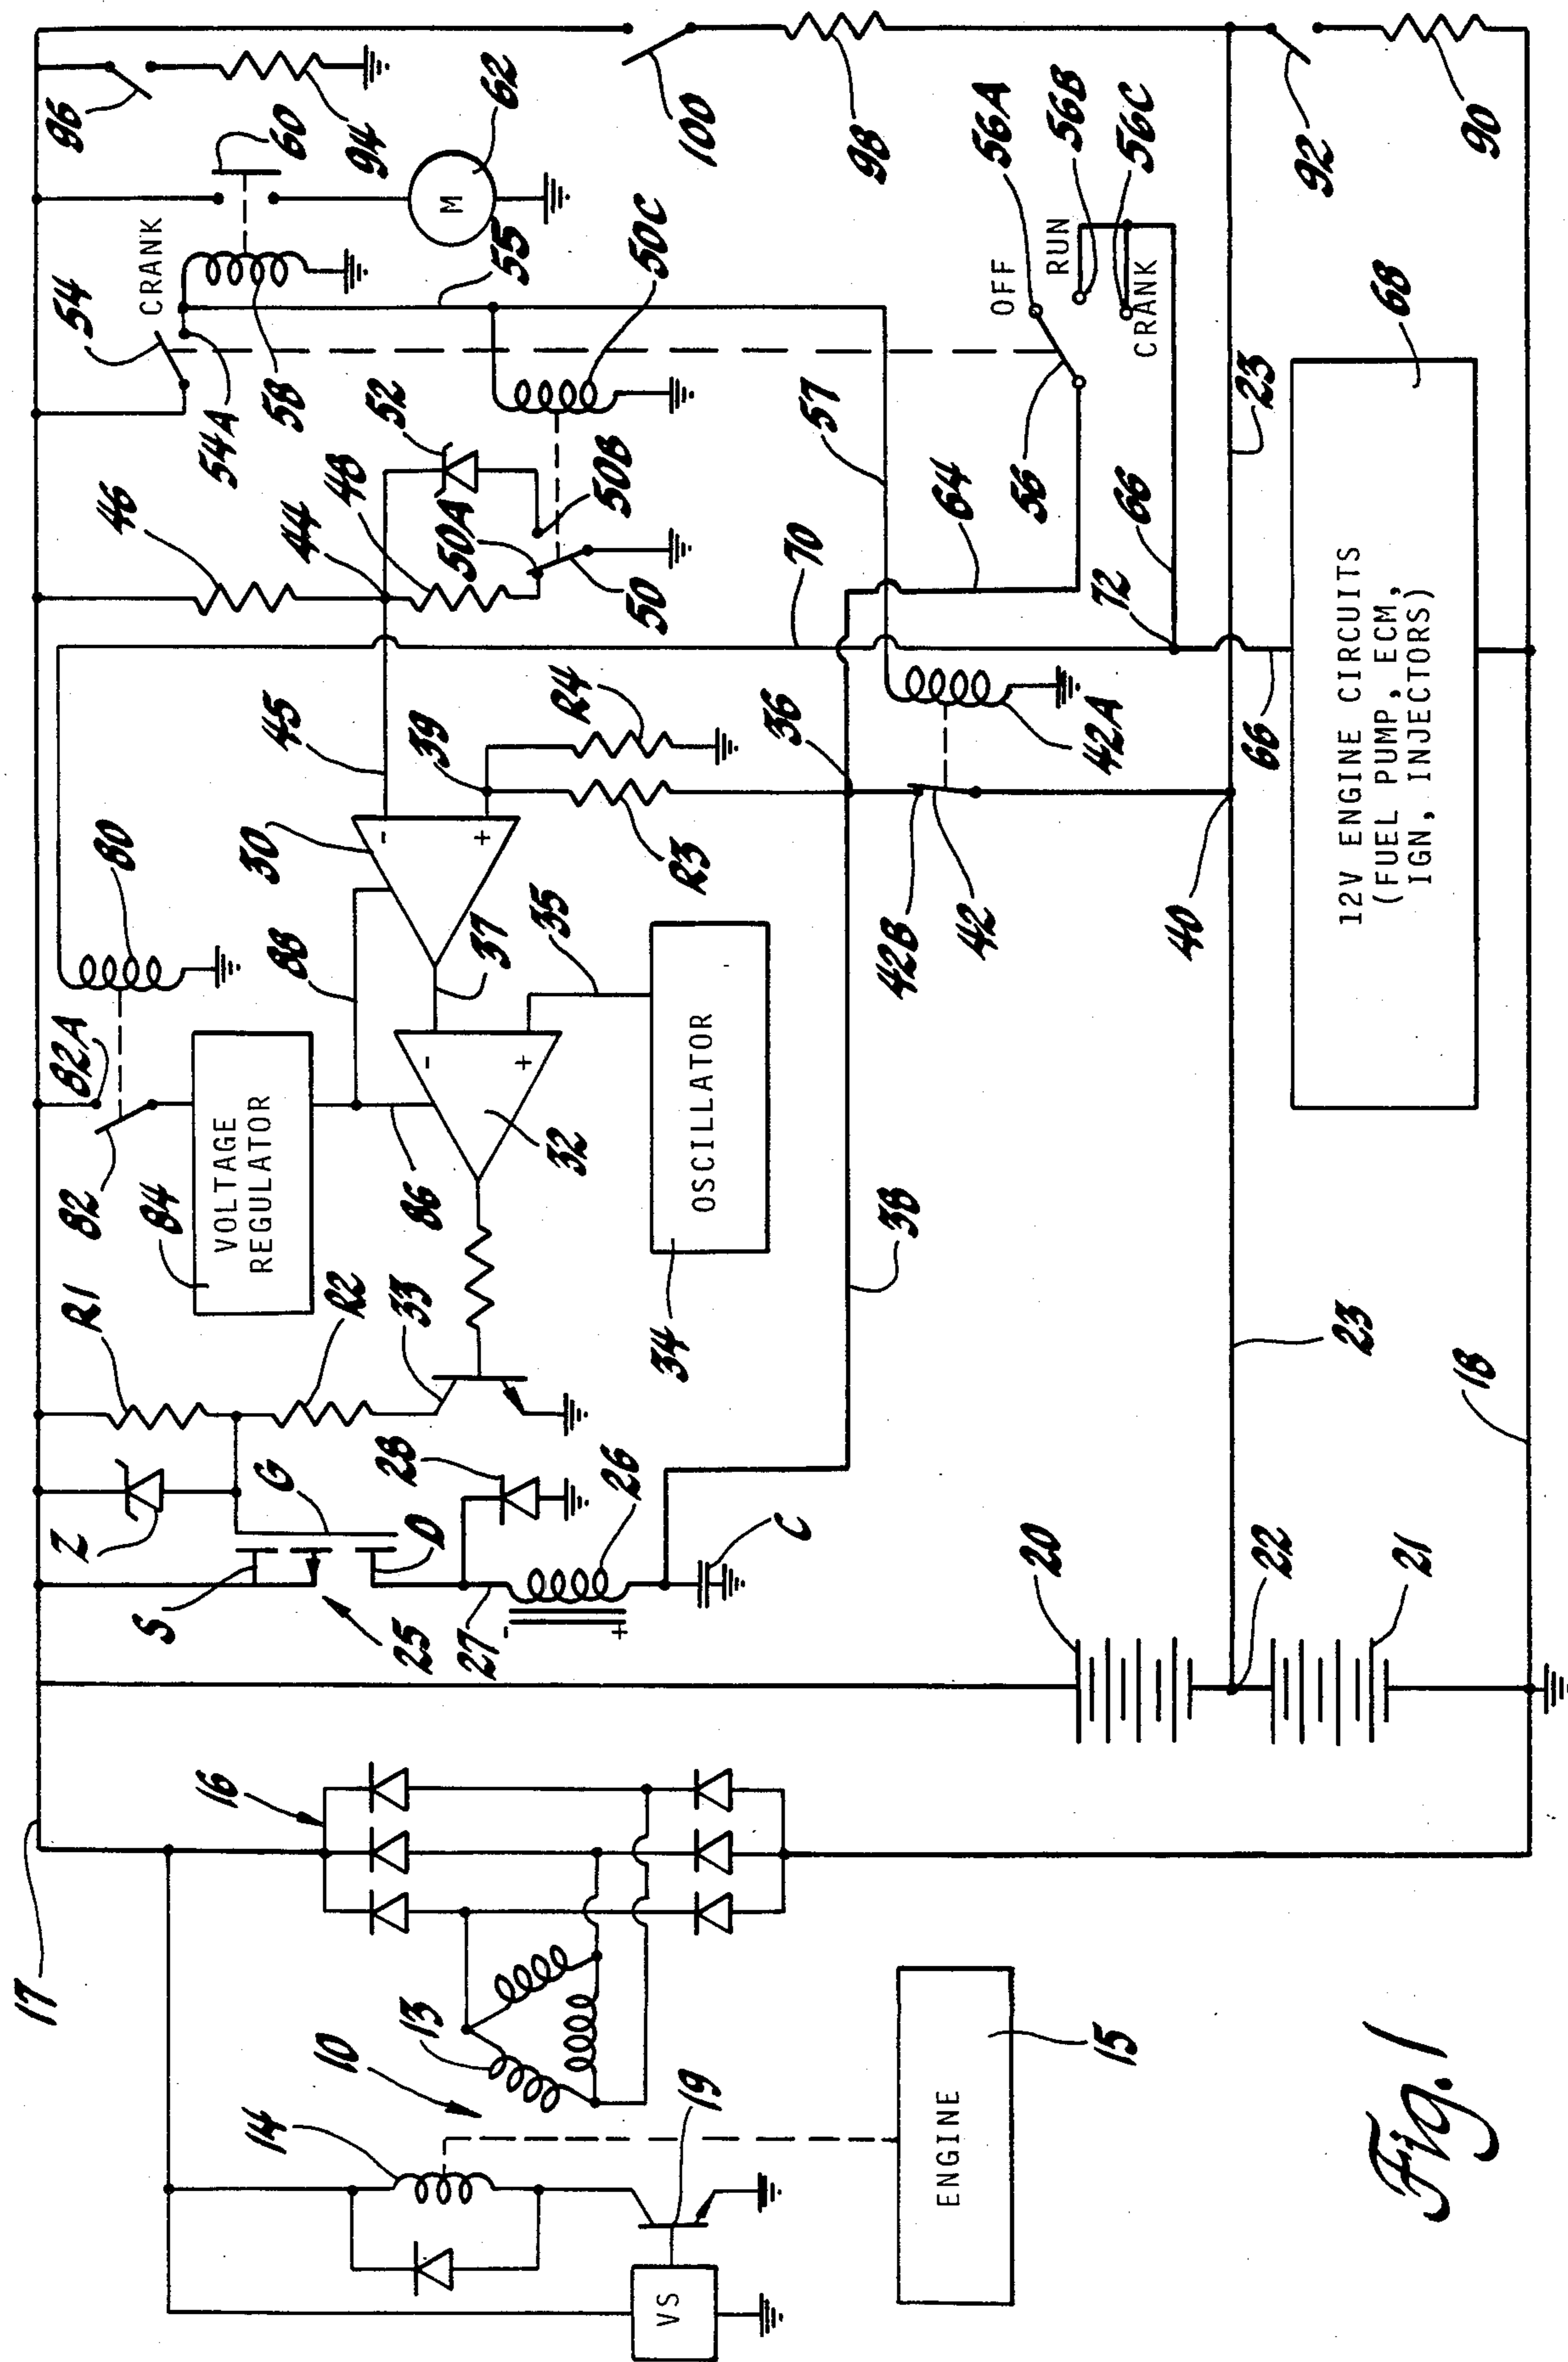 17
96
60
94
62
M
CRANK
54
54A
58
55
50C
100
98
56A
56B
56C
OFF
RUN
CRANK
46
44
48
52
50A
50B
50
57
64
56
66
23
92
90
68
70
72
80
82A
82
84
VOLTAGE
REGULATOR
30
45
-
+
39
R4
R3
36
42A
42B
42
40
66
12V ENGINE CIRCUITS
(FUEL PUMP, ECM,
IGN, INJECTORS)
88
37
35
86
-
+
32
OSCILLATOR
34
38
R1
R2
33
Z
G
S
D
25
28
27
-
+
26
C
20
22
21
23
18
16
13
10
14
19
VS
ENGINE
15
Fig. 1